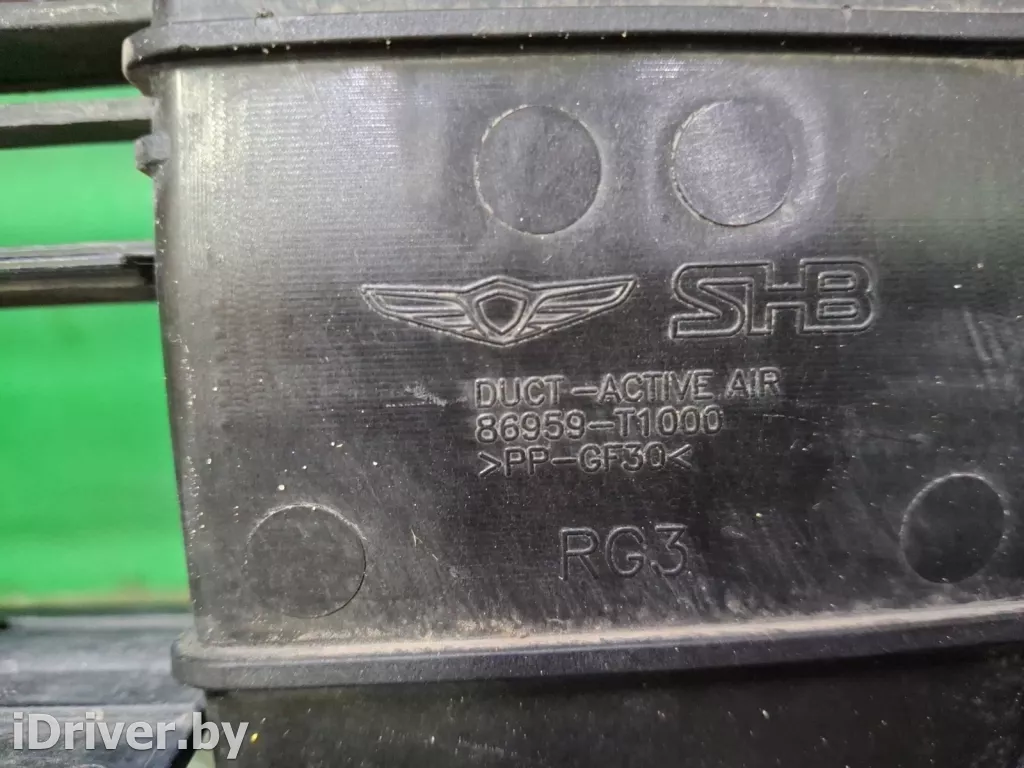 SHB
DUCT-ACTIVE AIR
86959-T1000
>PP-GF30<
RG3
iDriver.by